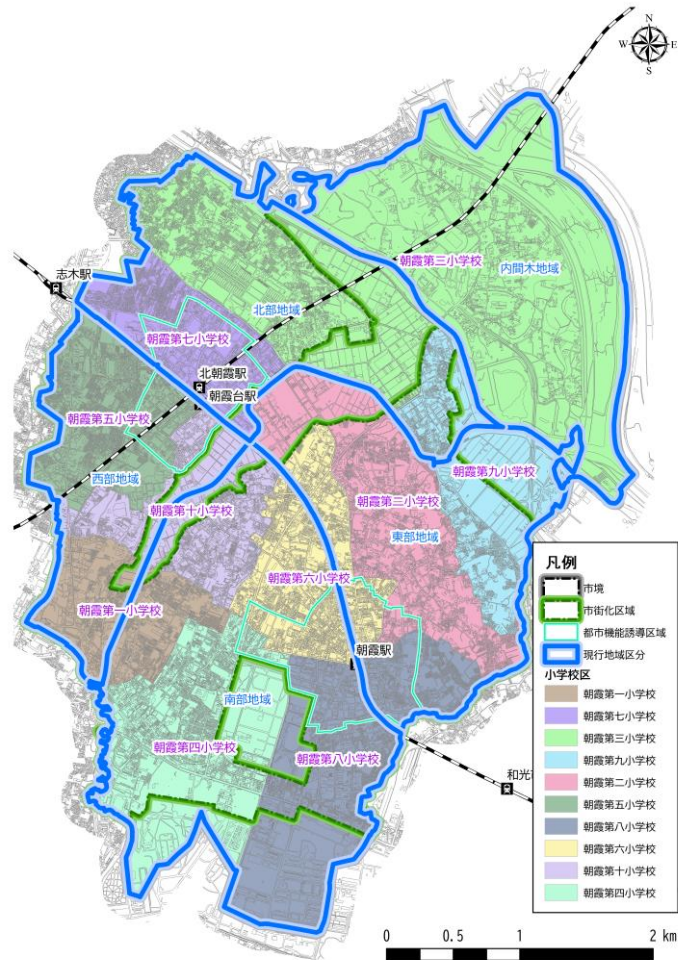 N
W
E
S
志木駅
朝霞第三小学校
内間木地域
北部地域
朝霞第七小学校
北朝霞駅
朝霞台駅
朝霞第五小学校
西部地域
朝霞第九小学校
朝霞第二小学校
朝霞第十小学校
東部地域
朝霞第六小学校
朝霞第一小学校
朝霞駅
南部地域
朝霞第四小学校
朝霞第八小学校
和光
凡例
市境
市街化区域
都市機能誘導区域
現行地域区分
小学校区
朝霞第一小学校
朝霞第七小学校
朝霞第三小学校
朝霞第九小学校
朝霞第二小学校
朝霞第五小学校
朝霞第八小学校
朝霞第六小学校
朝霞第十小学校
朝霞第四小学校
0 0.5 1 2 km